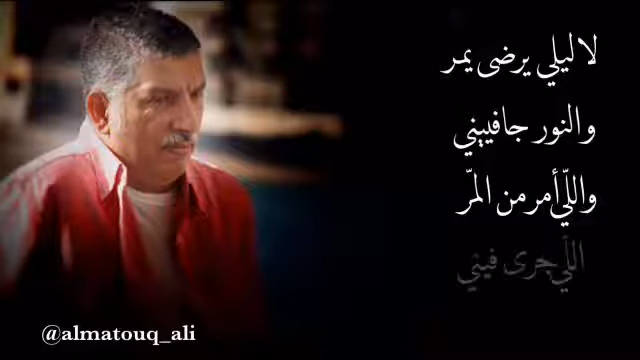 لا ليلي يرضى يمر
والنور جافيني
واللّي أمر من المرّ
اللّي جرى فيني
@almatouq_ali